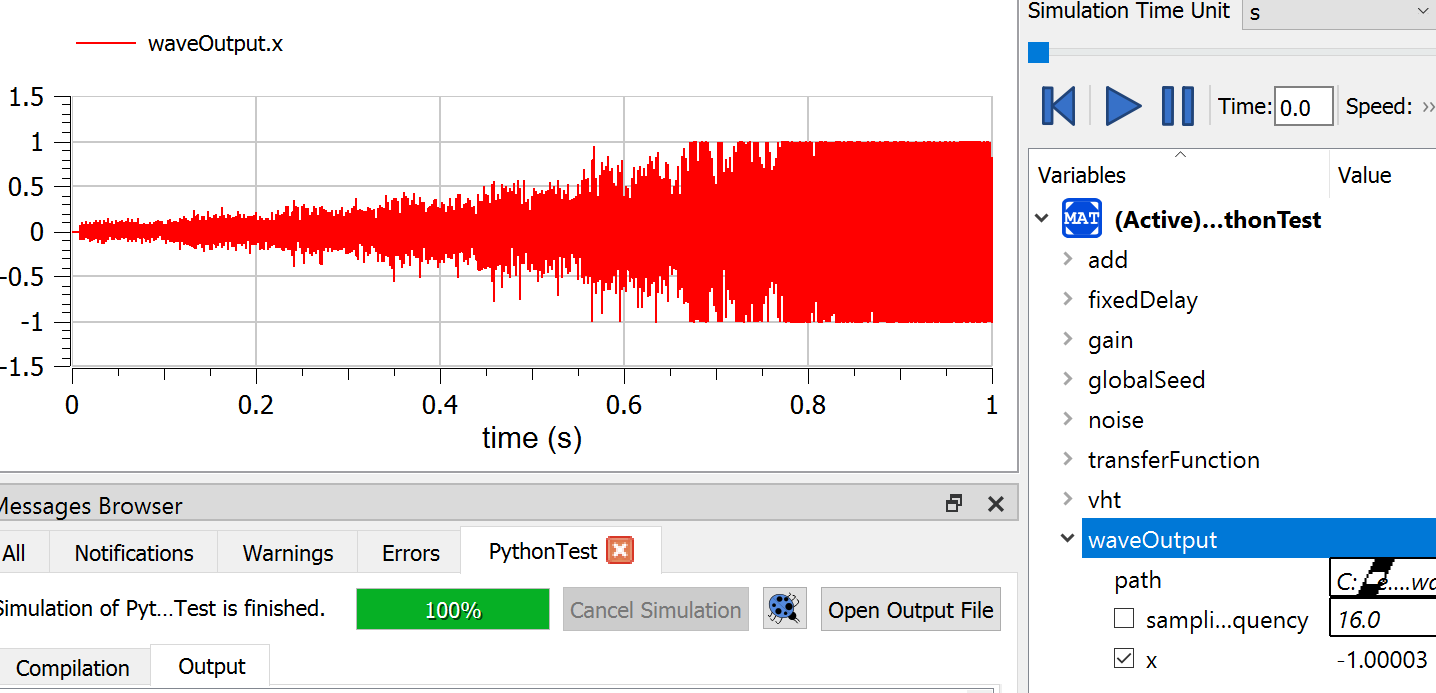 Simulation Time Unit s
waveOutput.x
1.5
1
0.5
0
-0.5
-1
-1.5
0 0.2 0.4 0.6 0.8 1
time (s)
Time: 0.0 Speed: »
Variables Value
MAT (Active)...thonTest
add
fixedDelay
gain
globalSeed
noise
transferFunction
vht
waveOutput
path C:
sampli...quency 16.0
x -1.00003
Messages Browser
All Notifications Warnings Errors PythonTest
Simulation of Pyt...Test is finished. 100% Cancel Simulation Open Output File
Compilation Output